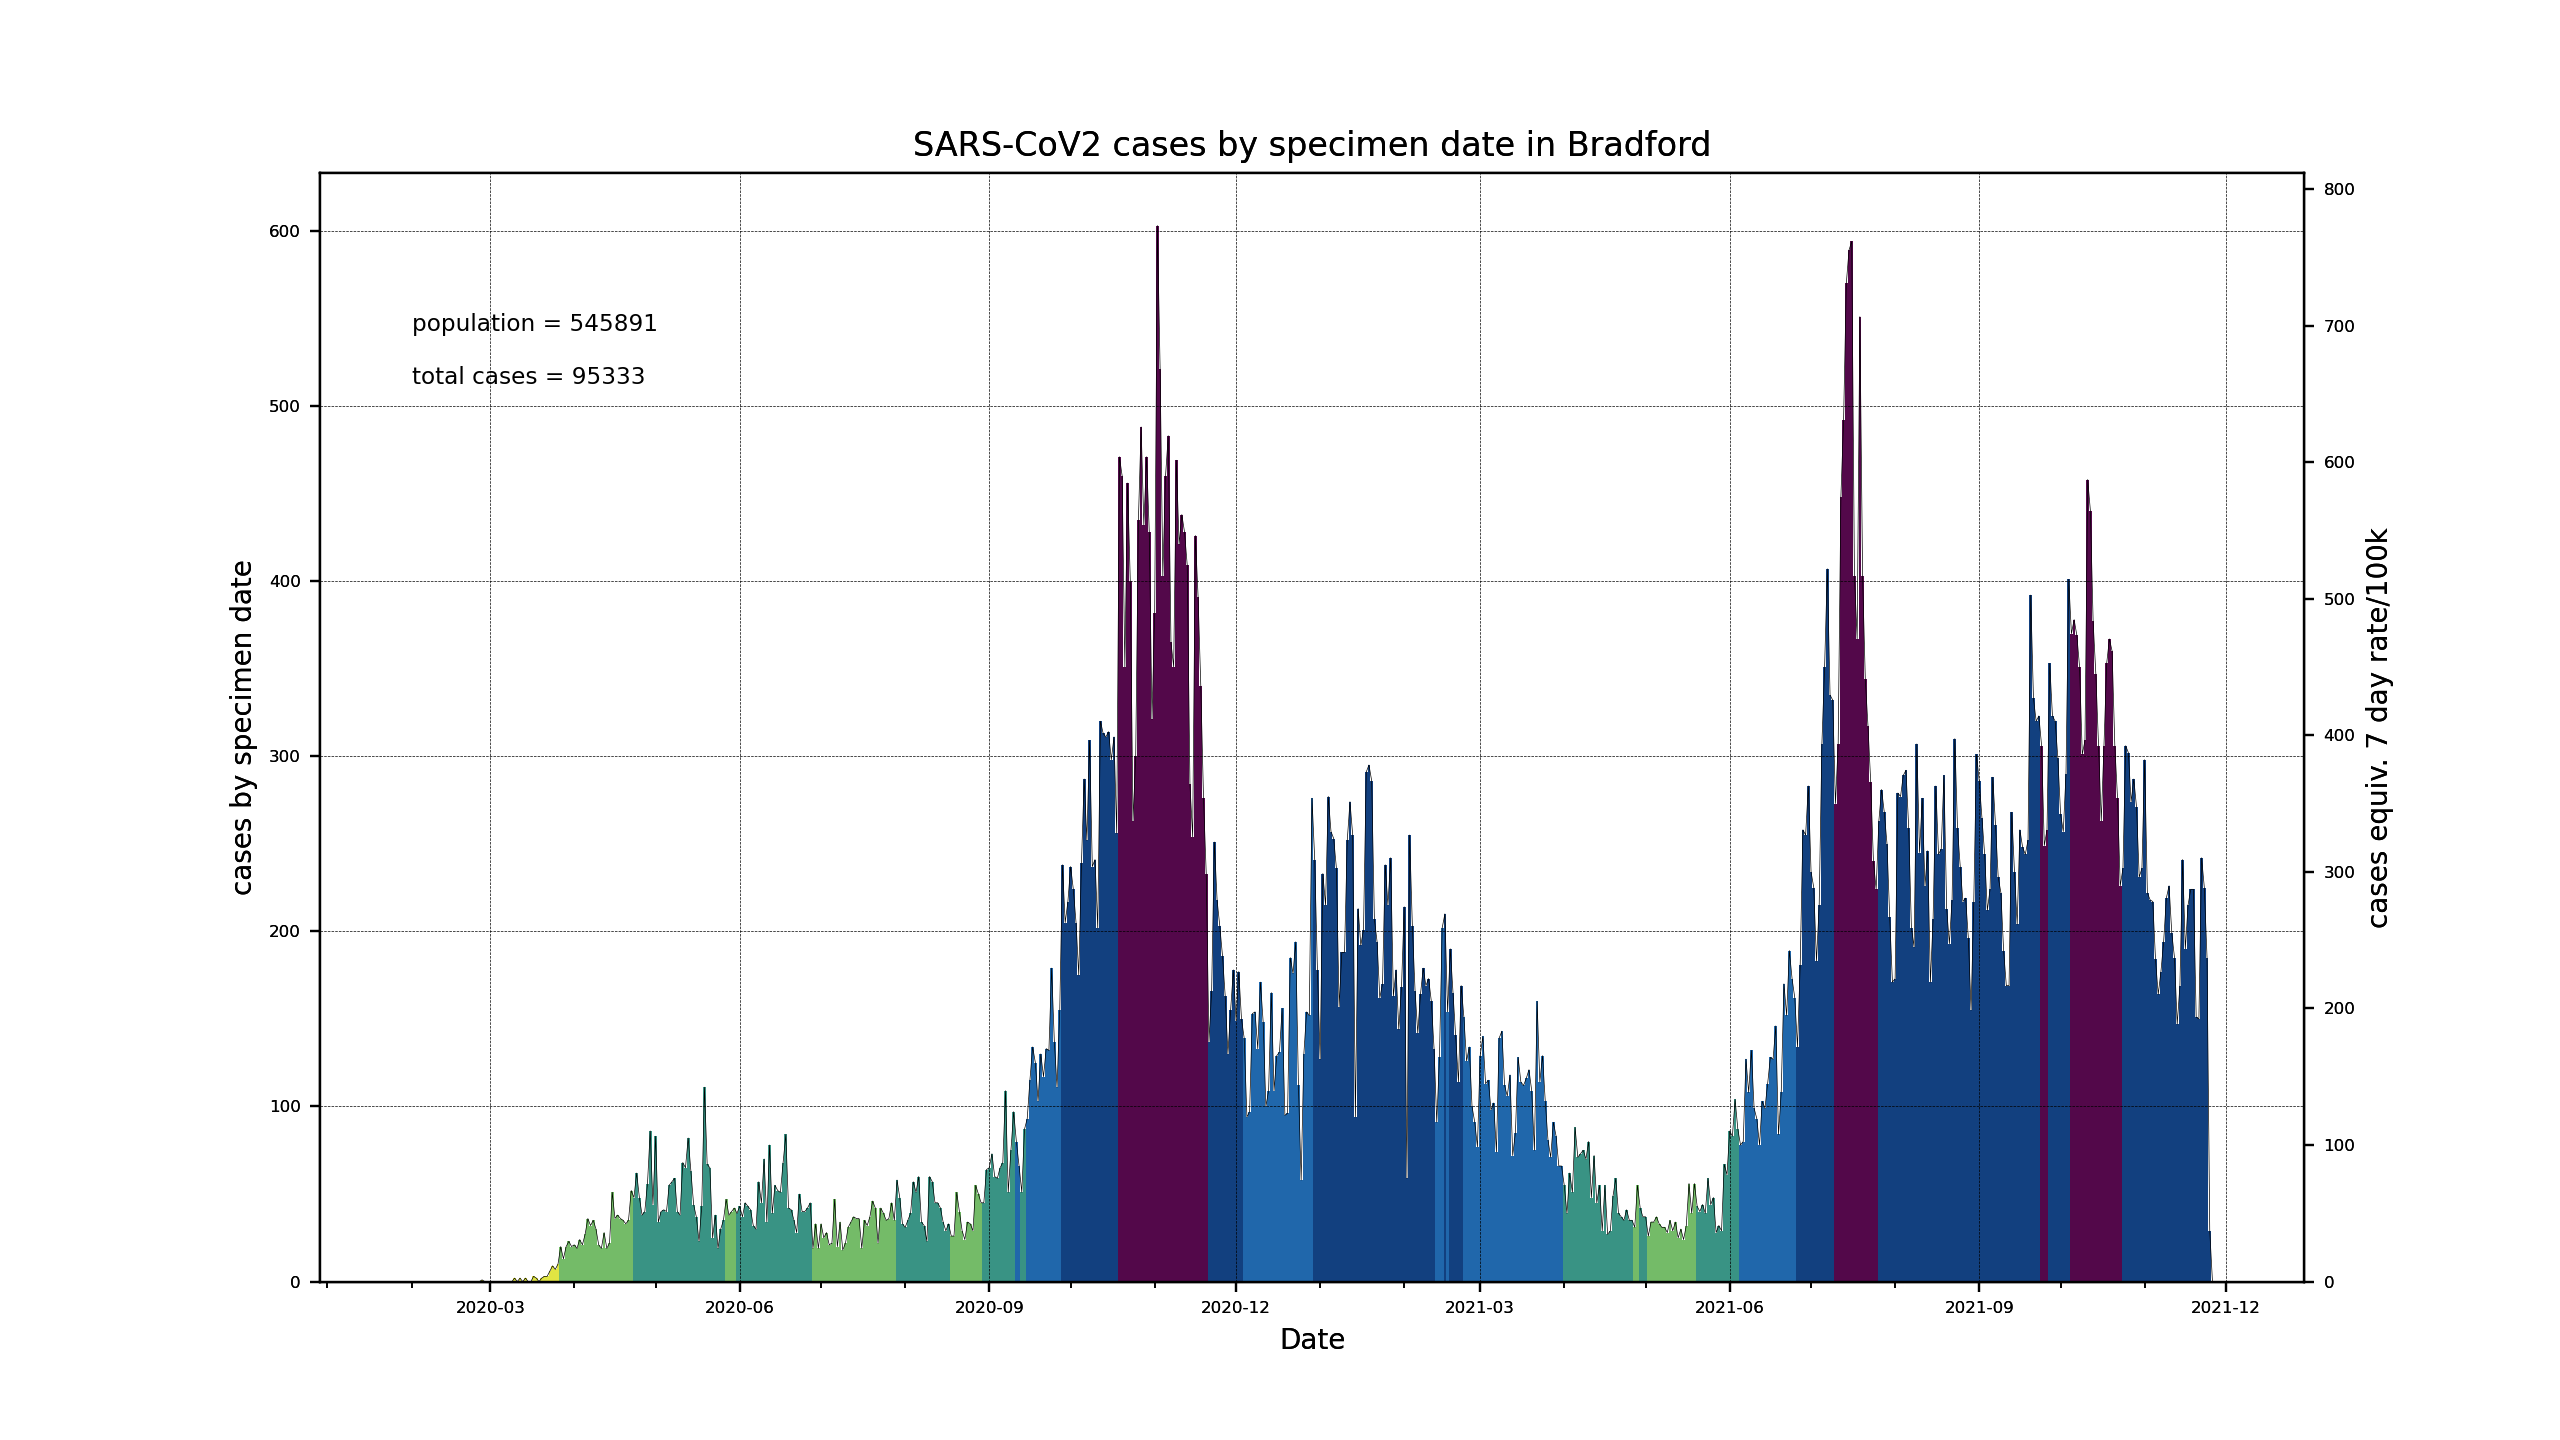 SARS-CoV2 cases by specimen date in Bradford
population = 545891
total cases = 95333
cases by specimen date
600
500
400
300
200
100
0
800
700
600
500
400
300
200
100
0
cases equiv. 7 day rate/100k
2020-03 2020-06 2020-09 2020-12 2021-03 2021-06 2021-09 2021-12
Date